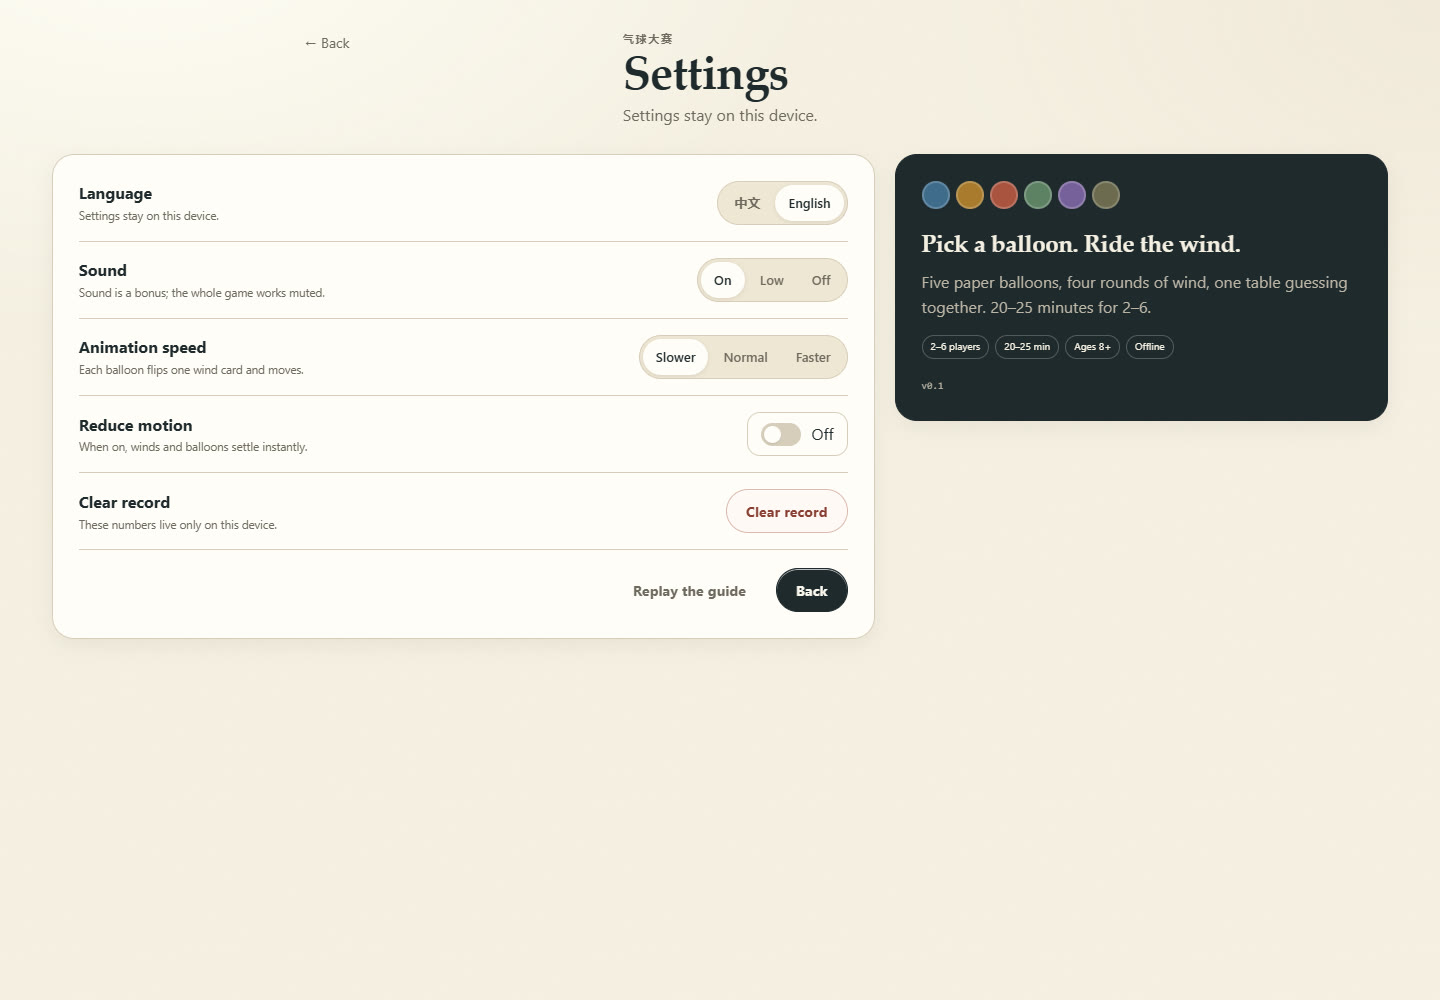 ← Back
气球大赛
Settings
Settings stay on this device.
Language
Settings stay on this device.
中文 English
Sound
Sound is a bonus; the whole game works muted.
On Low Off
Animation speed
Each balloon flips one wind card and moves.
Slower Normal Faster
Reduce motion
When on, winds and balloons settle instantly.
Off
Clear record
These numbers live only on this device.
Clear record
Replay the guide Back
Pick a balloon. Ride the wind.
Five paper balloons, four rounds of wind, one table guessing
together. 20–25 minutes for 2–6.
2–6 players 20–25 min Ages 8+ Offline
v0.1